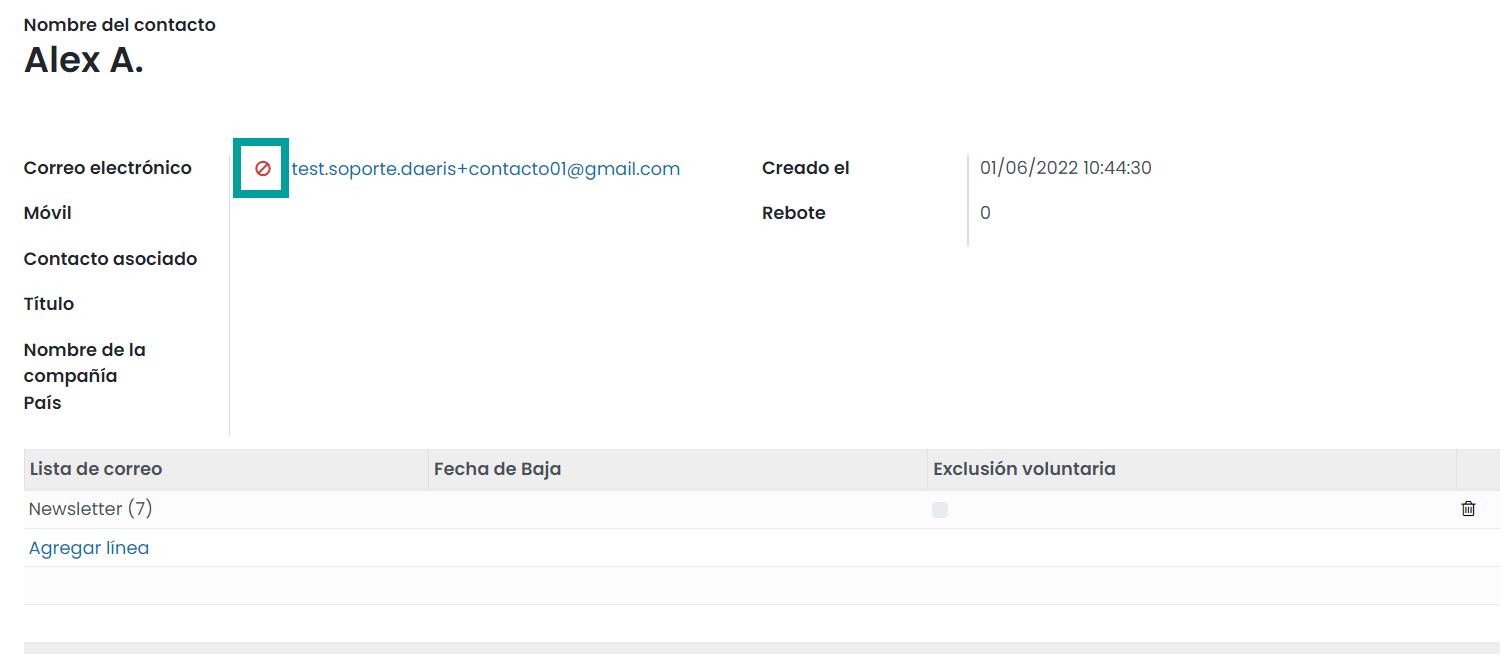 Nombre del contacto
Alex A.
Correo electrónico test.soporte.daeris+contacto01@gmail.com Creado el 01/06/2022 10:44:30
Móvil Rebote 0
Contacto asociado
Título
Nombre de la
compañía
País
Lista de correo Fecha de Baja Exclusión voluntaria
Newsletter (7)
Agregar línea